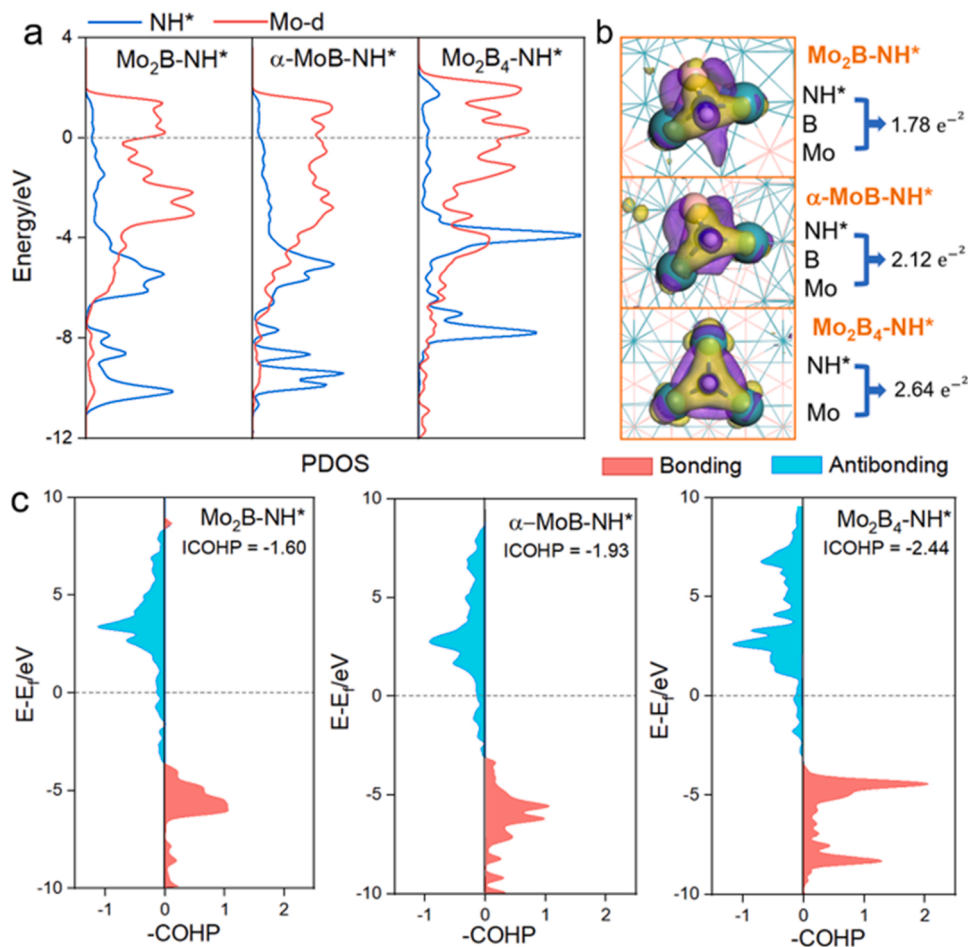 a
NH*
Mo-d
Mo₂B-NH*
α-MoB-NH*
Mo₂B₄-NH*
4
0
-4
-8
-12
Energy/eV
PDOS
b
Mo₂B-NH*
NH*
B
Mo
1.78 e⁻²
α-MoB-NH*
NH*
B
Mo
2.12 e⁻²
Mo₂B₄-NH*
NH*
Mo
2.64 e⁻²
Bonding
Antibonding
c
Mo₂B-NH*
ICOHP = -1.60
10
5
0
-5
-10
E-E_f/eV
-1 0 1 2
-COHP
α–MoB-NH*
ICOHP = -1.93
10
5
0
-5
-10
E-E_f/eV
-1 0 1 2
-COHP
Mo₂B₄-NH*
ICOHP = -2.44
10
5
0
-5
-10
E-E_f/eV
-1 0 1 2
-COHP